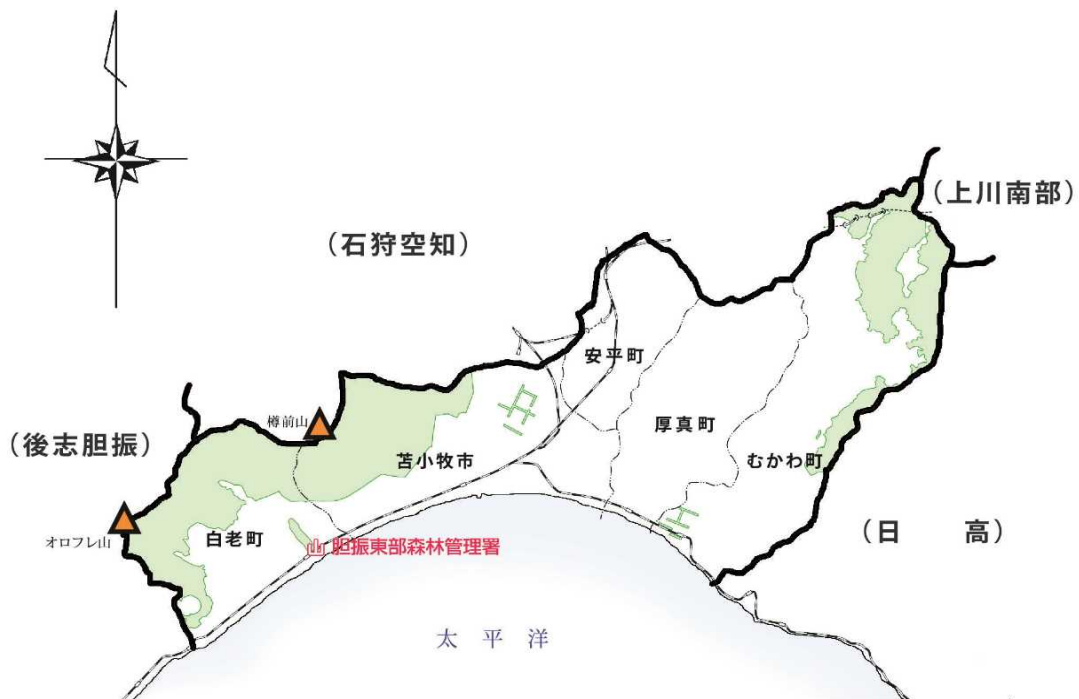 （上川南部）
（石狩空知）
安平町
樽前山
厚真町
（後志胆振）
苫小牧市
むかわ町
オロフレ山
白老町
胆振東部森林管理署
（日　高）
太 平 洋